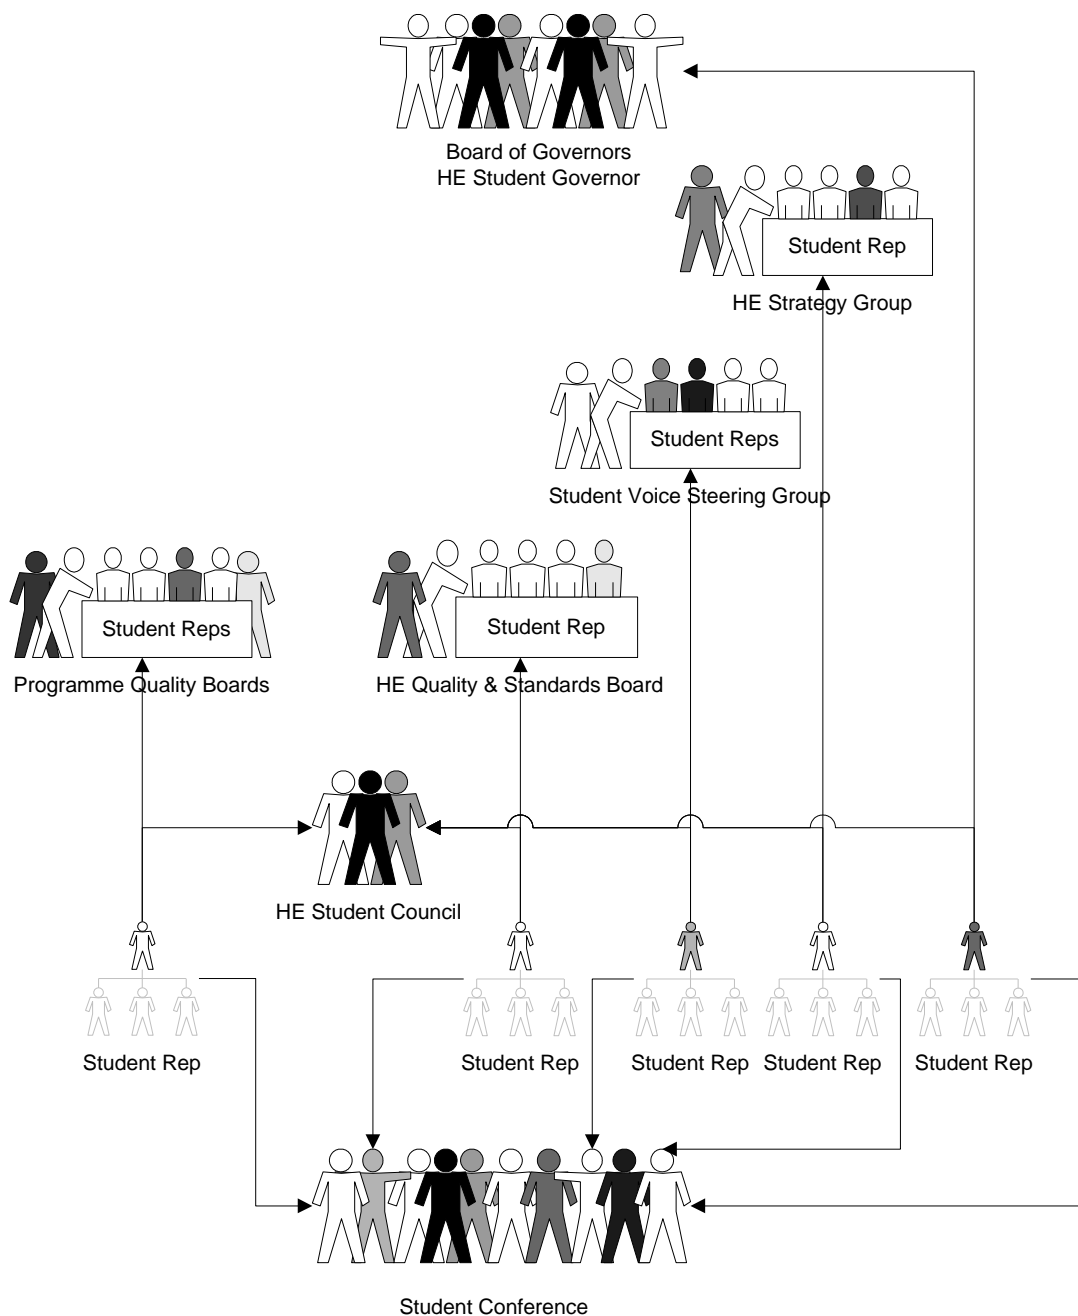 Board of Governors
HE Student Governor
Student Rep
HE Strategy Group
Student Reps
Student Voice Steering Group
Student Reps
Programme Quality Boards
Student Rep
HE Quality & Standards Board
HE Student Council
Student Rep
Student Rep
Student Rep
Student Rep
Student Rep
Student Conference